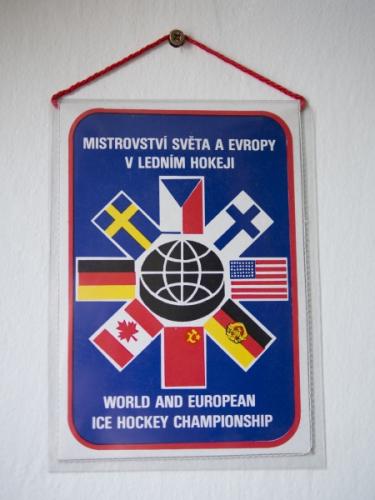 MISTROVSTVÍ SVĚTA A EVROPY
V LEDNÍM HOKEJI
WORLD AND EUROPEAN
ICE HOCKEY CHAMPIONSHIP